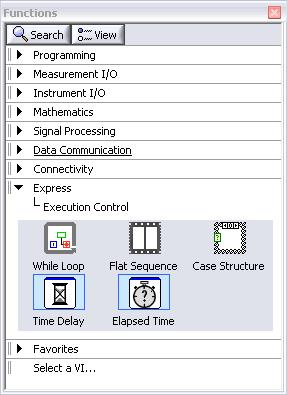 Functions
Search View
Programming
Measurement I/O
Instrument I/O
Mathematics
Signal Processing
Data Communication
Connectivity
Express
Execution Control
While Loop Flat Sequence Case Structure
Time Delay Elapsed Time
Favorites
Select a VI...